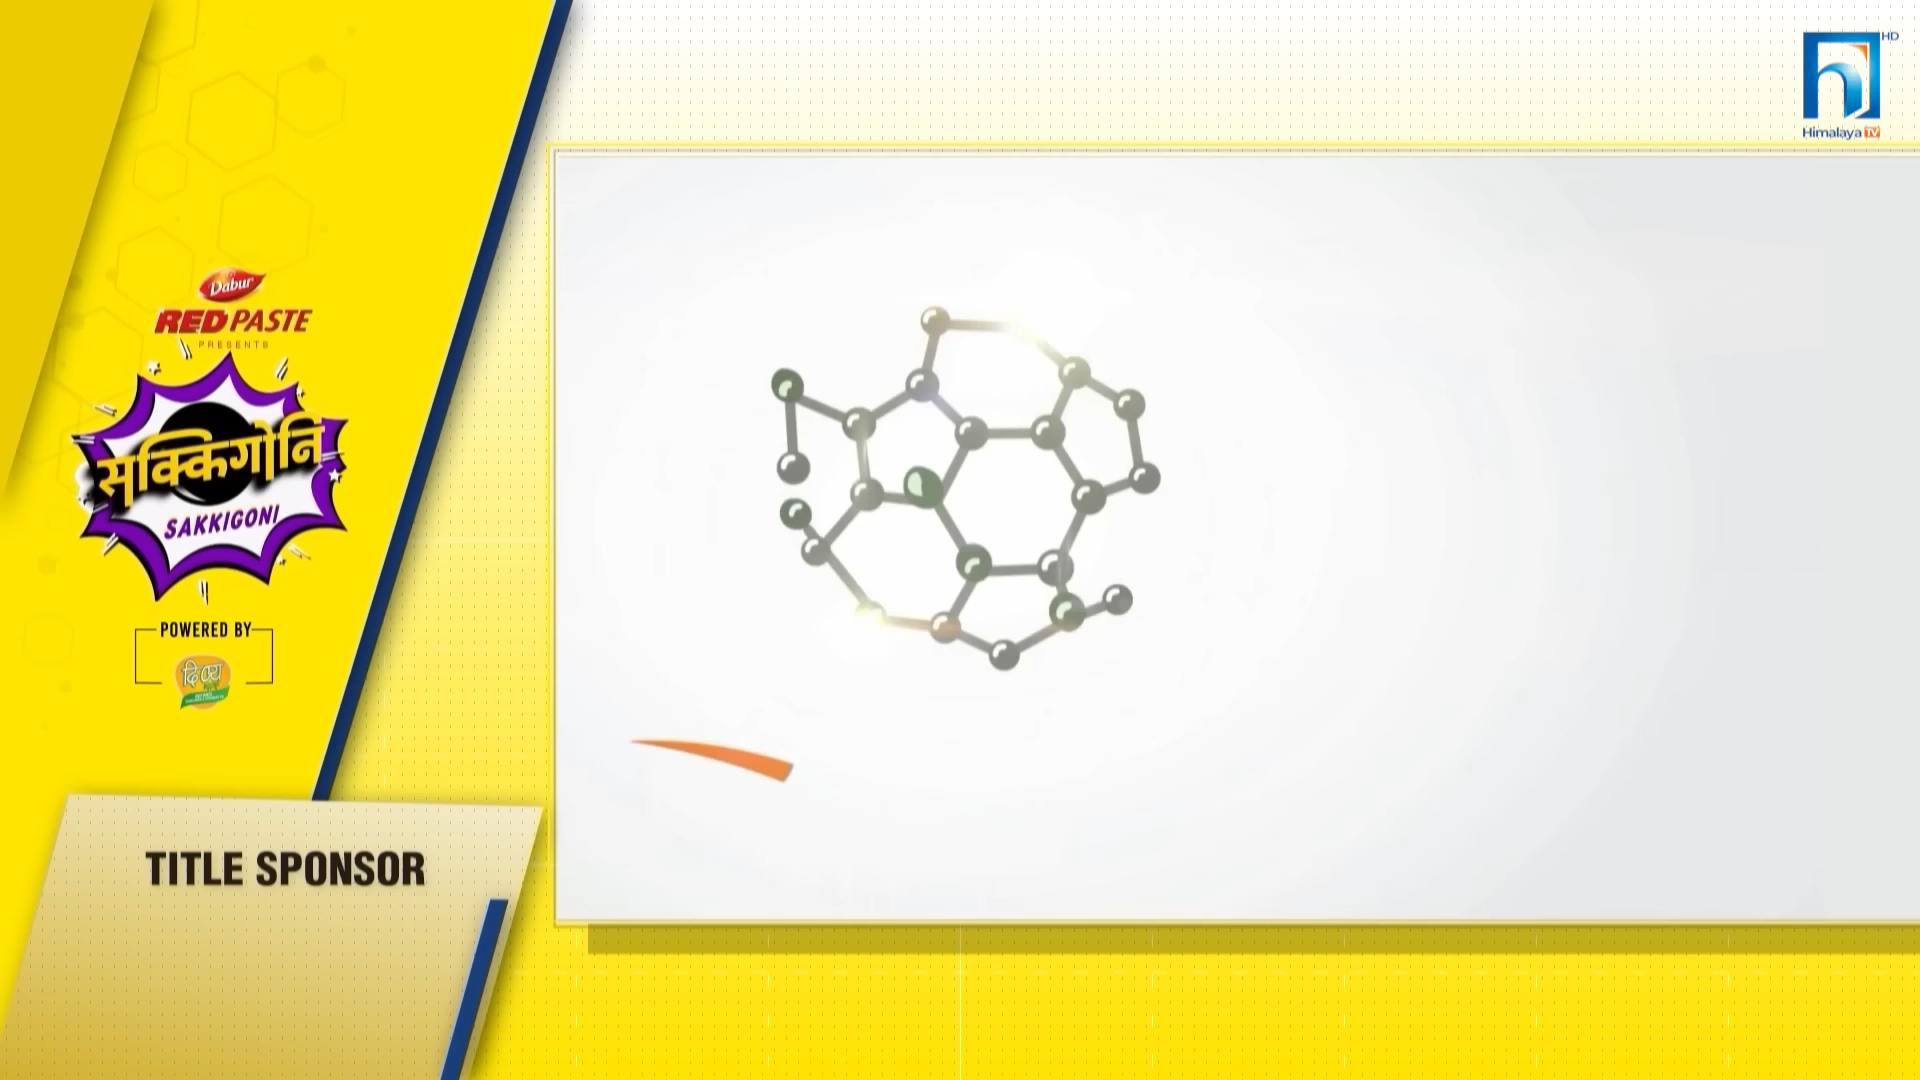 HD
Himalaya TV
Dabur
RED PASTE
PRESENTS
सक्किगोनि
SAKKIGONI
POWERED BY
दिव्य
TITLE SPONSOR